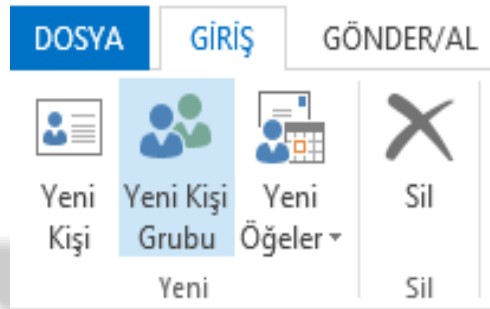 DOSYA GİRİŞ GÖNDER/AL
Yeni Kişi
Yeni Kişi Grubu
Yeni Öğeler
Sil
Yeni
Sil